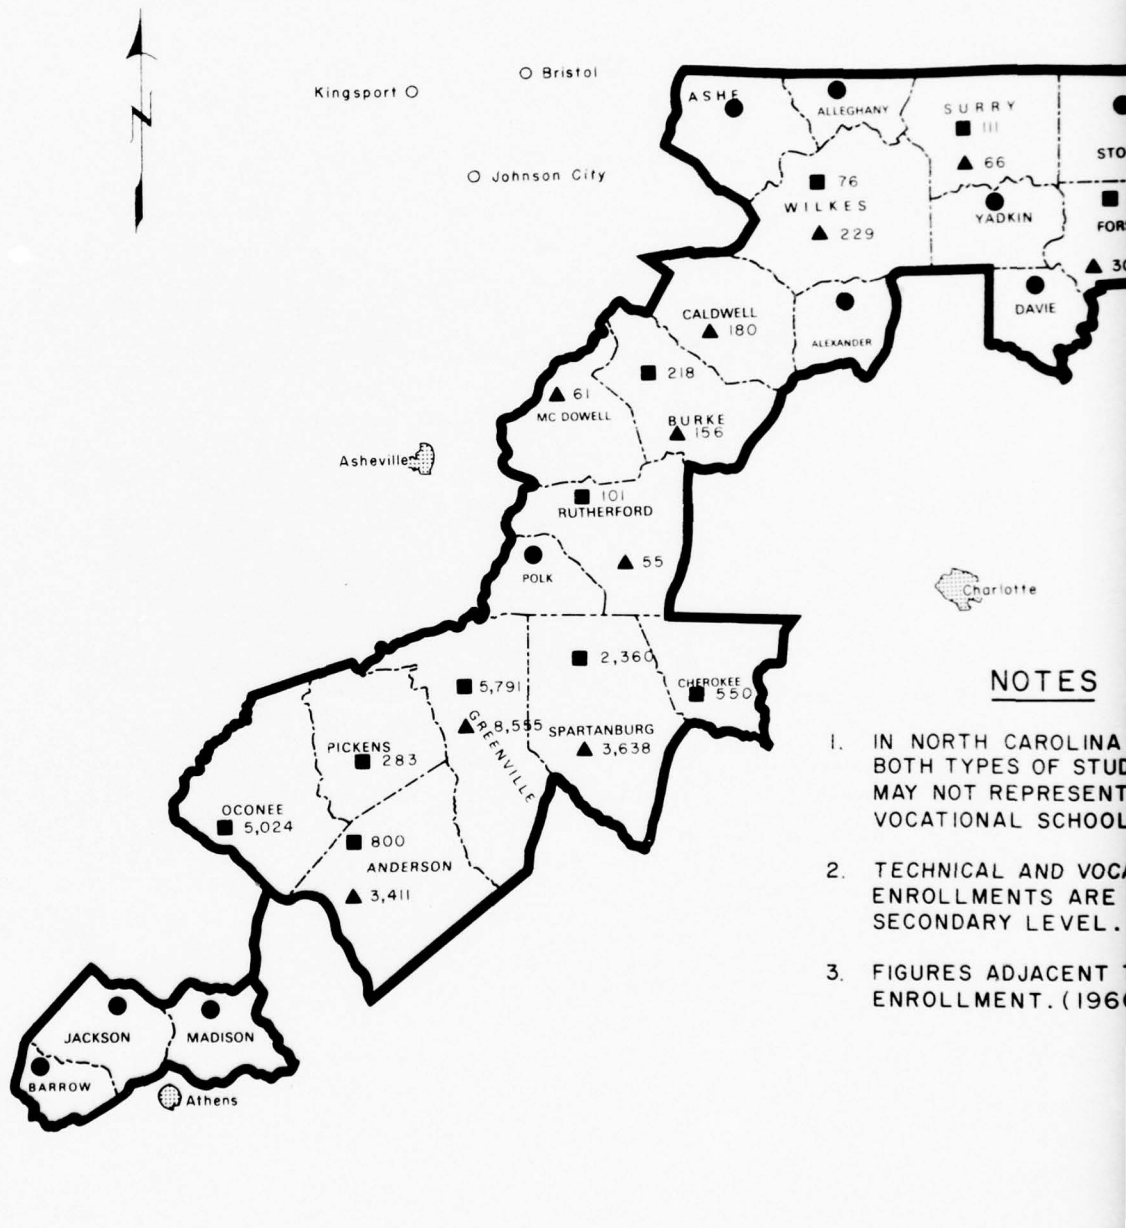 Bristol
Kingsport
Johnson City
ASHE
ALLEGHANY
SURRY
111
66
STO
76
WILKES
229
YADKIN
FOR
30
DAVIE
CALDWELL
180
ALEXANDER
218
BURKE
156
61
MC DOWELL
Asheville
101
RUTHERFORD
55
POLK
Charlotte
2,360
SPARTANBURG
3,638
CHEROKEE
550
5,791
8,555
GREENVILLE
PICKENS
283
OCONEE
5,024
800
ANDERSON
3,411
JACKSON
MADISON
BARROW
Athens
N
NOTES
1. IN NORTH CAROLINA
BOTH TYPES OF STUD
MAY NOT REPRESENT
VOCATIONAL SCHOOL
2. TECHNICAL AND VOCA
ENROLLMENTS ARE
SECONDARY LEVEL.
3. FIGURES ADJACENT T
ENROLLMENT. (196